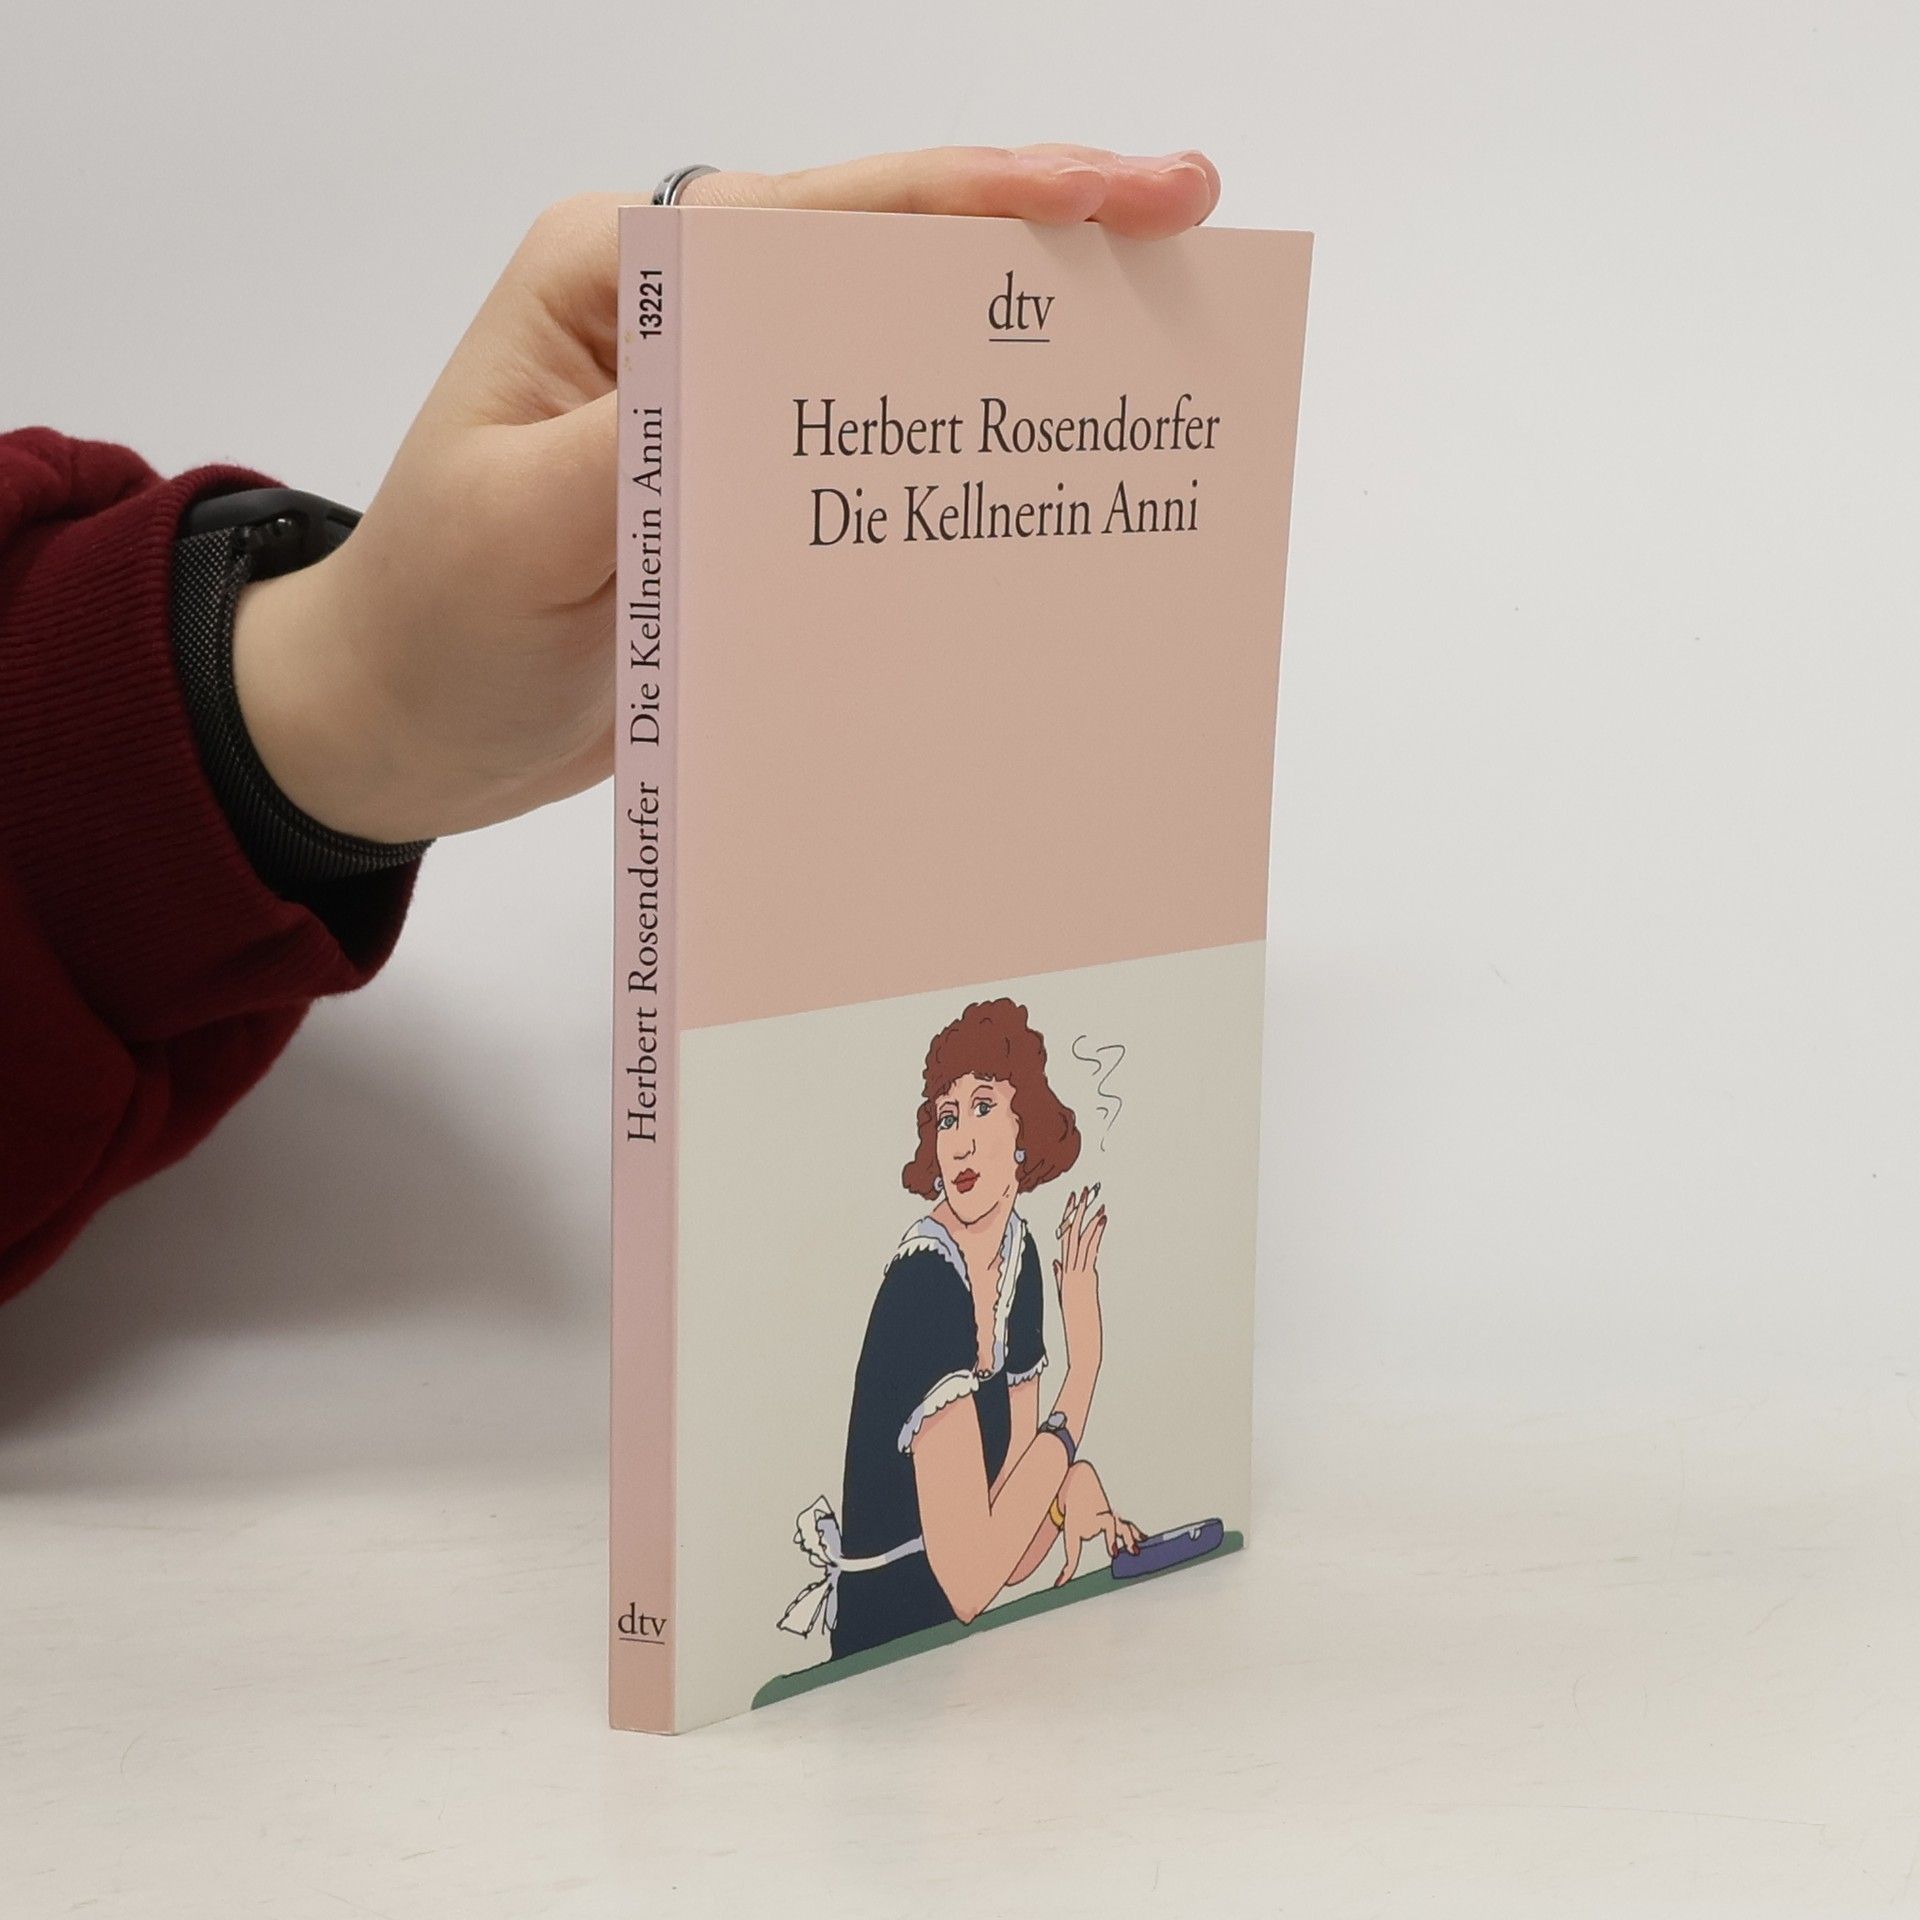 dtv
Herbert Rosendorfer
Die Kellnerin Anni
Herbert Rosendorfer Die Kellnerin Anni 13221
dtv